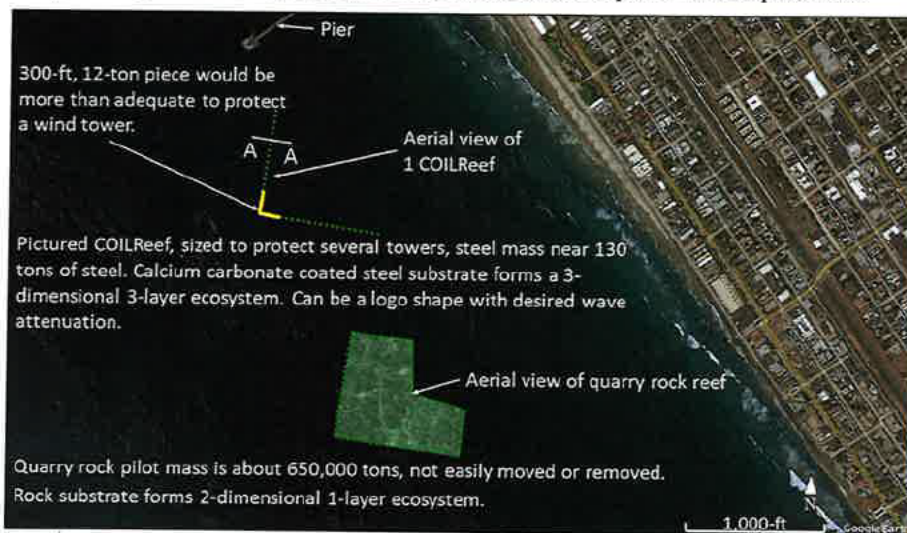 Pier
300-ft, 12-ton piece would be
more than adequate to protect
a wind tower.
A A
Aerial view of
1 COILReef
Pictured COILReef, sized to protect several towers, steel mass near 130
tons of steel. Calcium carbonate coated steel substrate forms a 3-
dimensional 3-layer ecosystem. Can be a logo shape with desired wave
attenuation.
Aerial view of quarry rock reef
Quarry rock pilot mass is about 650,000 tons, not easily moved or removed.
Rock substrate forms 2-dimensional 1-layer ecosystem.
N
1,000-ft
Google Earth